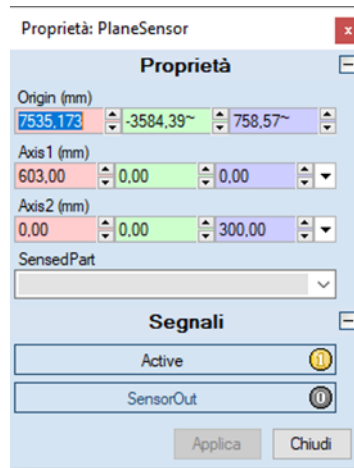 Proprietà: PlaneSensor x
Proprietà
Origin (mm)
7535,173 -3584,39~ 758,57~
Axis1 (mm)
603,00 0,00 0,00
Axis2 (mm)
0,00 0,00 300,00
SensedPart
Segnali
Active 1
SensorOut 0
Applica Chiudi